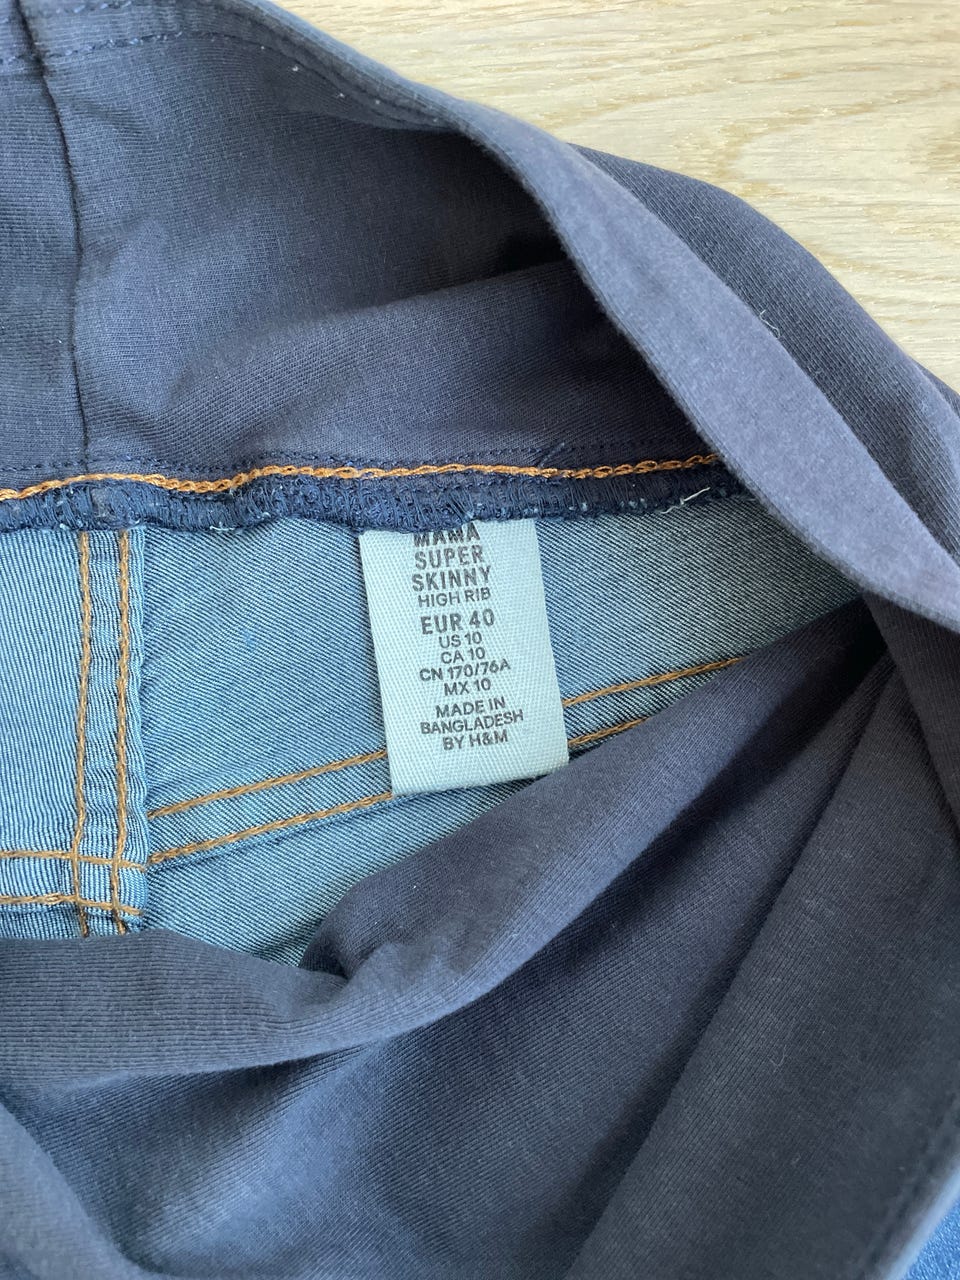 MAMA
SUPER
SKINNY
HIGH RIB
EUR 40
US 10
CA 10
CN 170/76A
MX 10
MADE IN
BANGLADESH
BY H&M